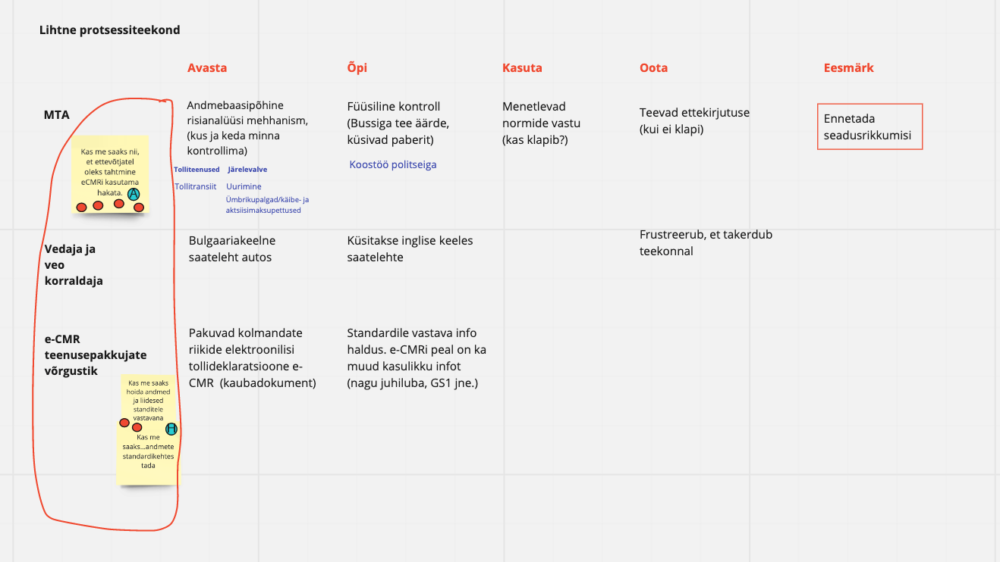 Lihtne protsessiteekond
Avasta
Õpi
Kasuta
Oota
Eesmärk
MTA
Kas me saaks nii,
et ettevõtjatel
oleks tahtmine
eCMRi kasutama
hakata.
A
Andmebaasipõhine
risianalüüsi mehhanism,
(kus ja keda minna
kontrollima)
Tolliteenused
Järelevalve
Tollitransiit
Uurimine
Ümbrikupalgad/käibe- ja
aktsiisimaksupettused
Füüsiline kontroll
(Bussiga tee äärde,
küsivad paberit)
Koostöö politseiga
Menetlevad
normide vastu
(kas klapib?)
Teevad ettekirjutuse
(kui ei klapi)
Ennetada
seadusrikkumisi
Vedaja ja
veo
korraldaja
Bulgaariakeelne
saateleht autos
Küsitakse inglise keeles
saatelehte
Frustreerub, et takerdub
teekonnal
e-CMR
teenusepakkujate
võrgustik
Kas me saaks
hoida andmed
ja liidesed
standitele
vastavana
H
Kas me
saaks...andmete
standardikehtes
tada
Pakuvad kolmandate
riikide elektroonilisi
tollideklaratsioone e-
CMR  (kaubadokument)
Standardile vastava info
haldus. e-CMRi peal on ka
muud kasulikku infot
(nagu juhiluba, GS1 jne.)